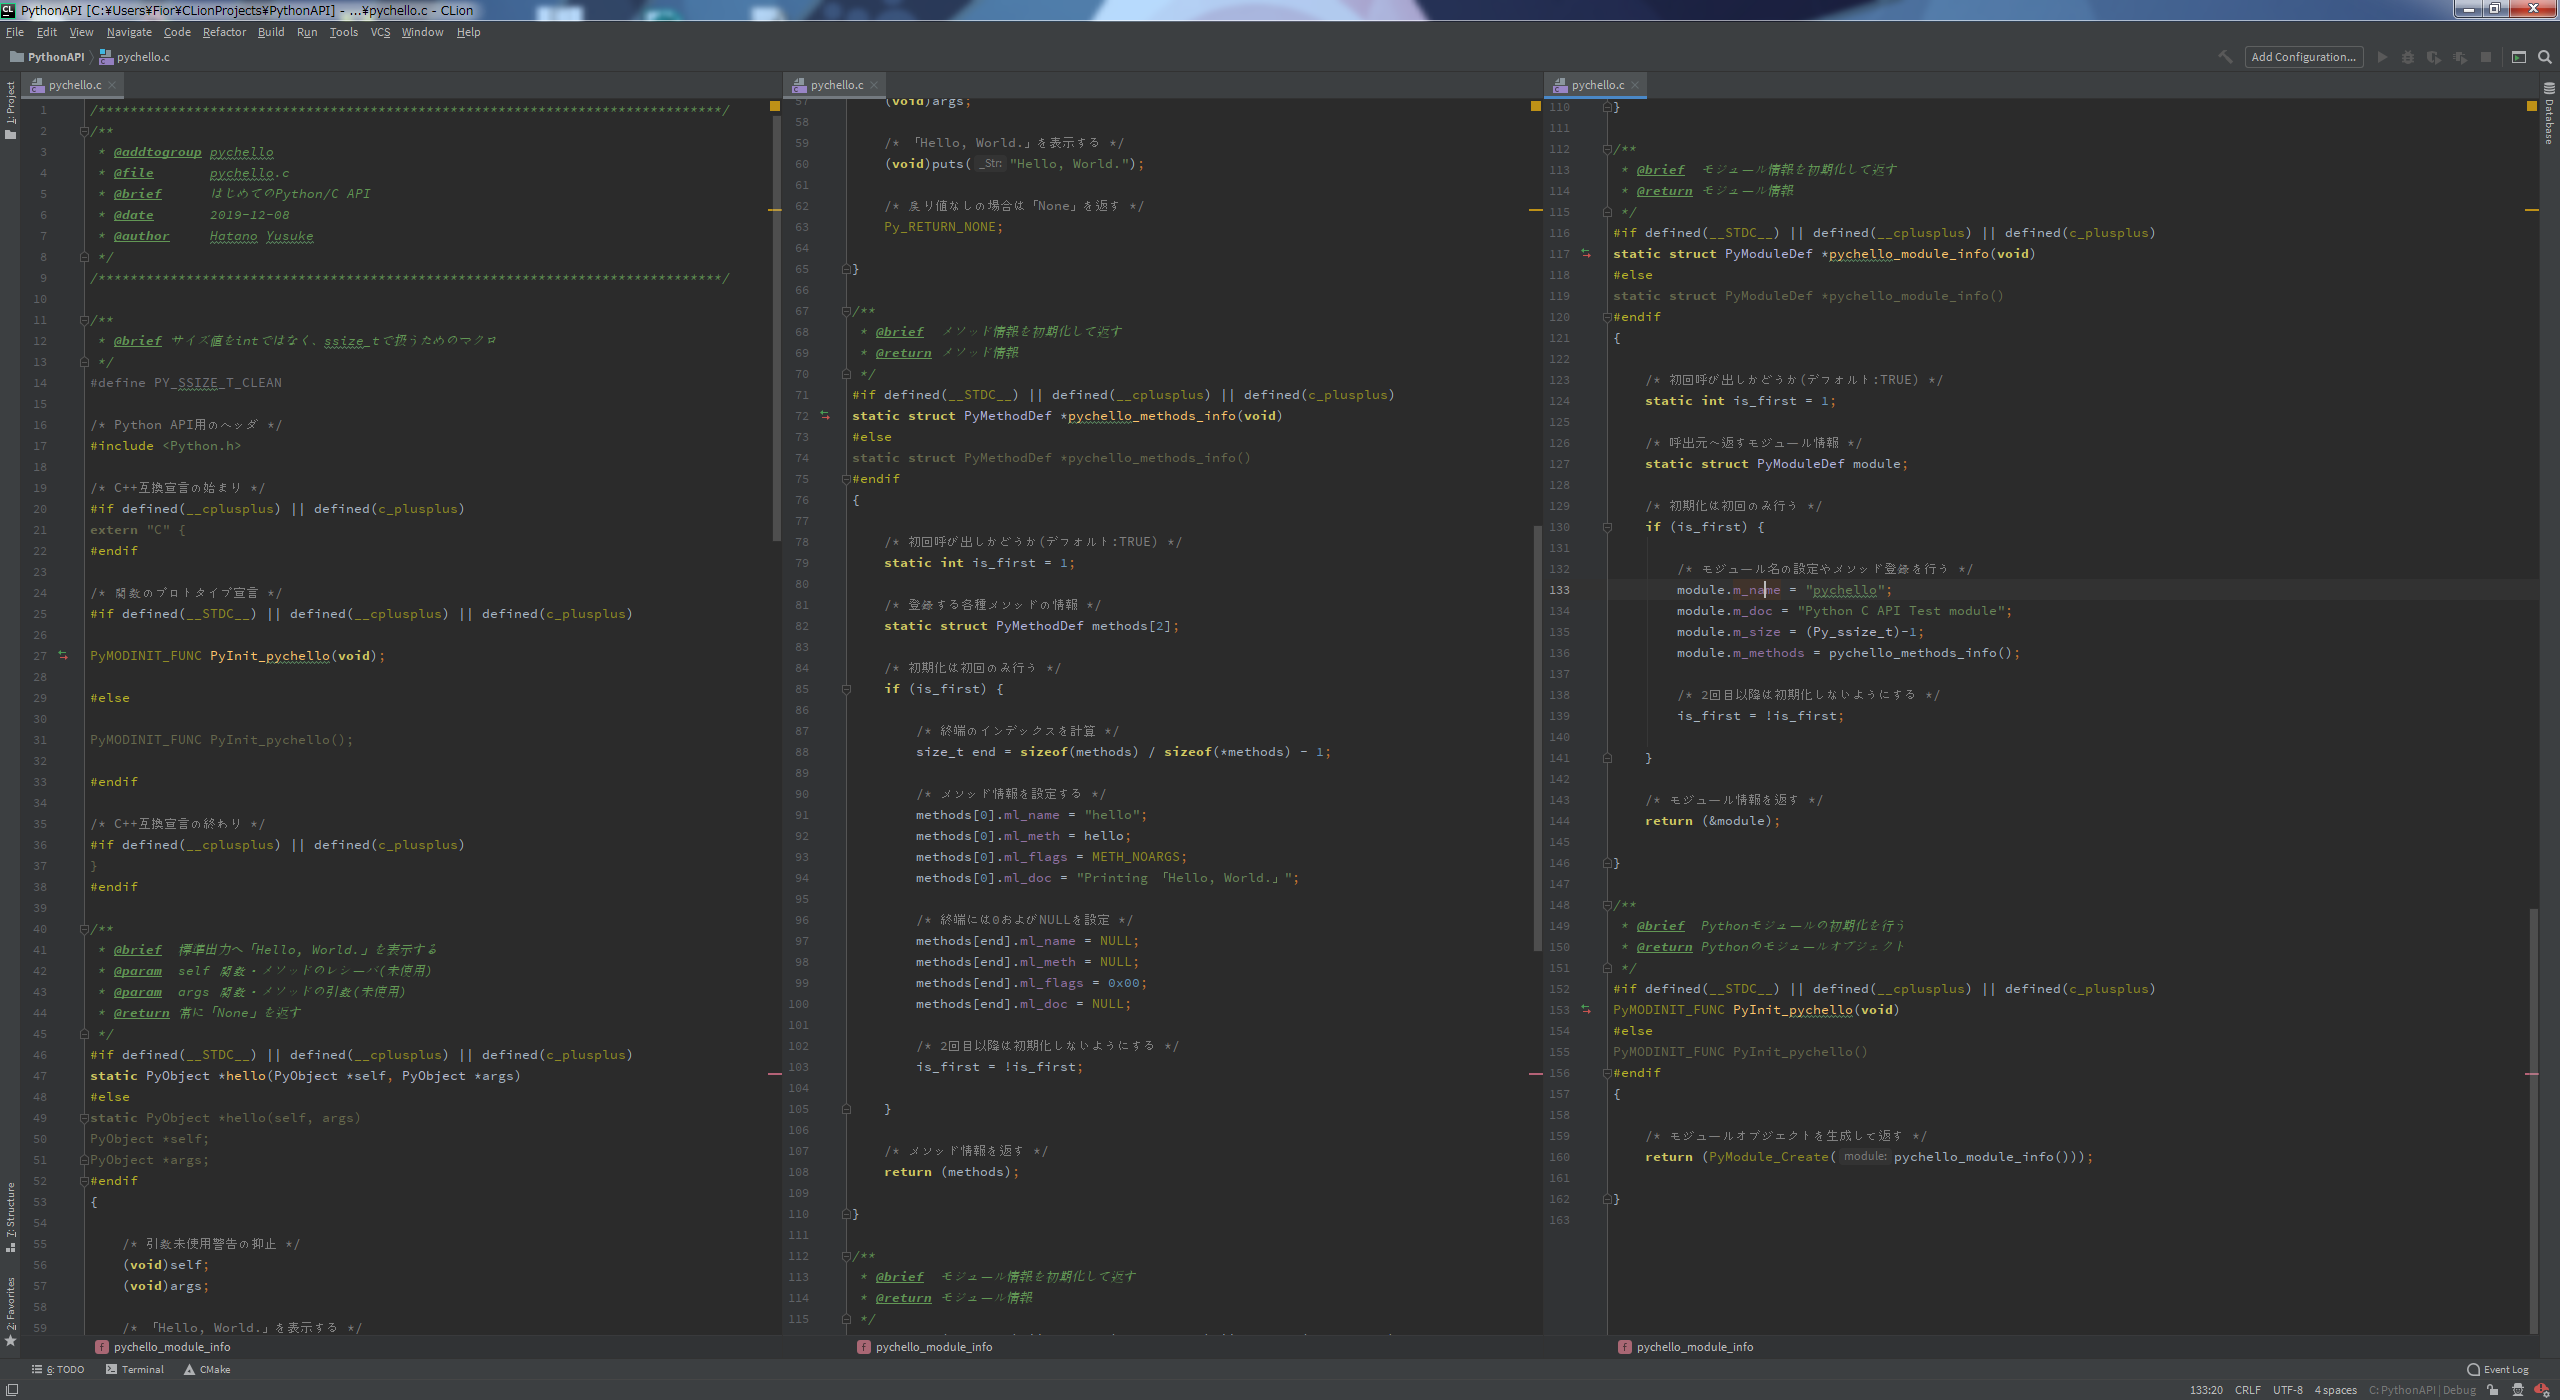 PythonAPI [C:¥Users¥Fior¥CLionProjects¥PythonAPI] - ...¥pychello.c - CLion
File Edit View Navigate Code Refactor Build Run Tools VCS Window Help
PythonAPI pychello.c
Add Configuration...
1: Project
7: Structure
2: Favorites
pychello.c
1 /******************************************************************************/
2 /**
3  * @addtogroup pychello
4  * @file       pychello.c
5  * @brief      はじめてのPython/C API
6  * @date       2019-12-08
7  * @author     Hatano Yusuke
8  */
9 /******************************************************************************/
10
11 /**
12  * @brief サイズ値をintではなく、ssize_tで扱うためのマクロ
13  */
14 #define PY_SSIZE_T_CLEAN
15
16 /* Python API用のヘッダ */
17 #include <Python.h>
18
19 /* C++互換宣言の始まり */
20 #if defined(__cplusplus) || defined(c_plusplus)
21 extern "C" {
22 #endif
23
24 /* 関数のプロトタイプ宣言 */
25 #if defined(__STDC__) || defined(__cplusplus) || defined(c_plusplus)
26
27 PyMODINIT_FUNC PyInit_pychello(void);
28
29 #else
30
31 PyMODINIT_FUNC PyInit_pychello();
32
33 #endif
34
35 /* C++互換宣言の終わり */
36 #if defined(__cplusplus) || defined(c_plusplus)
37 }
38 #endif
39
40 /**
41  * @brief  標準出力へ「Hello, World.」を表示する
42  * @param  self 関数・メソッドのレシーバ(未使用)
43  * @param  args 関数・メソッドの引数(未使用)
44  * @return 常に「None」を返す
45  */
46 #if defined(__STDC__) || defined(__cplusplus) || defined(c_plusplus)
47 static PyObject *hello(PyObject *self, PyObject *args)
48 #else
49 static PyObject *hello(self, args)
50 PyObject *self;
51 PyObject *args;
52 #endif
53 {
54
55     /* 引数未使用警告の抑止 */
56     (void)self;
57     (void)args;
58
59     /* 「Hello, World.」を表示する */
pychello_module_info
pychello.c
57     (void)args;
58
59     /* 「Hello, World.」を表示する */
60     (void)puts( _Str: "Hello, World.");
61
62     /* 戻り値なしの場合は「None」を返す */
63     Py_RETURN_NONE;
64
65 }
66
67 /**
68  * @brief  メソッド情報を初期化して返す
69  * @return メソッド情報
70  */
71 #if defined(__STDC__) || defined(__cplusplus) || defined(c_plusplus)
72 static struct PyMethodDef *pychello_methods_info(void)
73 #else
74 static struct PyMethodDef *pychello_methods_info()
75 #endif
76 {
77
78     /* 初回呼び出しかどうか(デフォルト:TRUE) */
79     static int is_first = 1;
80
81     /* 登録する各種メソッドの情報 */
82     static struct PyMethodDef methods[2];
83
84     /* 初期化は初回のみ行う */
85     if (is_first) {
86
87         /* 終端のインデックスを計算 */
88         size_t end = sizeof(methods) / sizeof(*methods) - 1;
89
90         /* メソッド情報を設定する */
91         methods[0].ml_name = "hello";
92         methods[0].ml_meth = hello;
93         methods[0].ml_flags = METH_NOARGS;
94         methods[0].ml_doc = "Printing 「Hello, World.」";
95
96         /* 終端には0およびNULLを設定 */
97         methods[end].ml_name = NULL;
98         methods[end].ml_meth = NULL;
99         methods[end].ml_flags = 0x00;
100         methods[end].ml_doc = NULL;
101
102         /* 2回目以降は初期化しないようにする */
103         is_first = !is_first;
104
105     }
106
107     /* メソッド情報を返す */
108     return (methods);
109
110 }
111
112 /**
113  * @brief  モジュール情報を初期化して返す
114  * @return モジュール情報
115  */
pychello_module_info
pychello.c
110 }
111
112 /**
113  * @brief  モジュール情報を初期化して返す
114  * @return モジュール情報
115  */
116 #if defined(__STDC__) || defined(__cplusplus) || defined(c_plusplus)
117 static struct PyModuleDef *pychello_module_info(void)
118 #else
119 static struct PyModuleDef *pychello_module_info()
120 #endif
121 {
122
123     /* 初回呼び出しかどうか(デフォルト:TRUE) */
124     static int is_first = 1;
125
126     /* 呼出元へ返すモジュール情報 */
127     static struct PyModuleDef module;
128
129     /* 初期化は初回のみ行う */
130     if (is_first) {
131
132         /* モジュール名の設定やメソッド登録を行う */
133         module.m_name = "pychello";
134         module.m_doc = "Python C API Test module";
135         module.m_size = (Py_ssize_t)-1;
136         module.m_methods = pychello_methods_info();
137
138         /* 2回目以降は初期化しないようにする */
139         is_first = !is_first;
140
141     }
142
143     /* モジュール情報を返す */
144     return (&module);
145
146 }
147
148 /**
149  * @brief  Pythonモジュールの初期化を行う
150  * @return Pythonのモジュールオブジェクト
151  */
152 #if defined(__STDC__) || defined(__cplusplus) || defined(c_plusplus)
153 PyMODINIT_FUNC PyInit_pychello(void)
154 #else
155 PyMODINIT_FUNC PyInit_pychello()
156 #endif
157 {
158
159     /* モジュールオブジェクトを生成して返す */
160     return (PyModule_Create( module: pychello_module_info()));
161
162 }
163
pychello_module_info
Database
6: TODO Terminal CMake Event Log
133:20 CRLF UTF-8 4 spaces C: PythonAPI | Debug